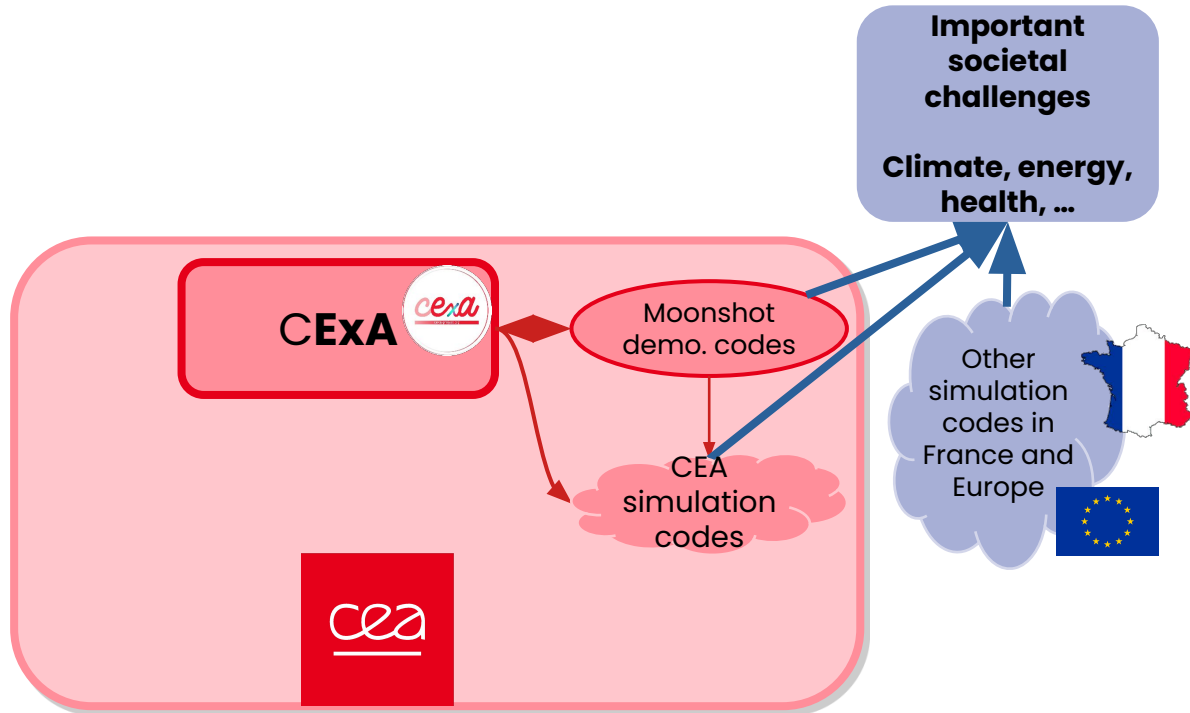 Important
societal
challenges
Climate, energy,
health, ...
CExA
cexa
Moonshot
demo. codes
CEA
simulation
codes
Other
simulation
codes in
France and
Europe
cea